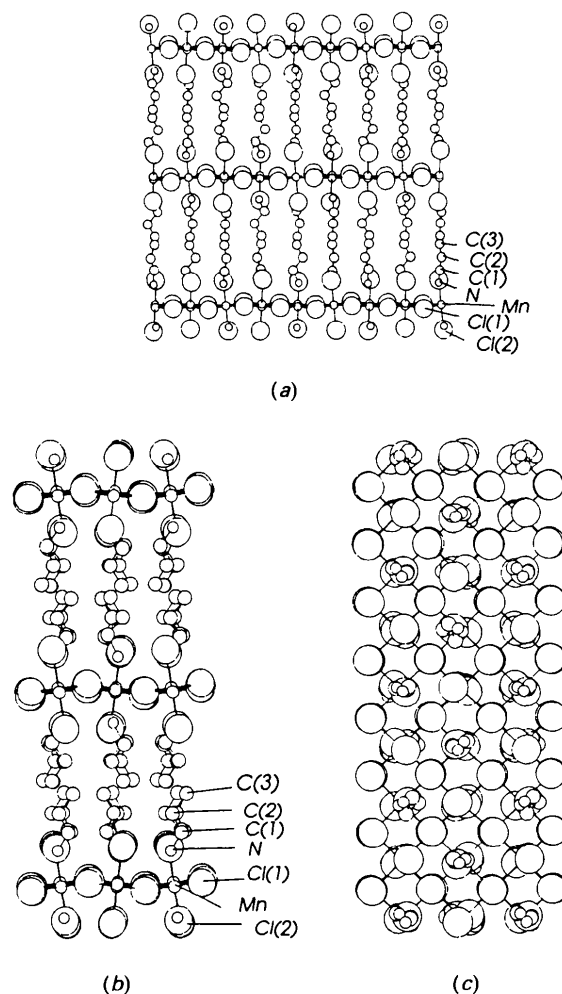 C(3)
C(2)
C(1)
N
Mn
Cl(1)
Cl(2)
(a)
C(3)
C(2)
C(1)
N
Cl(1)
Mn
Cl(2)
(b)
(c)